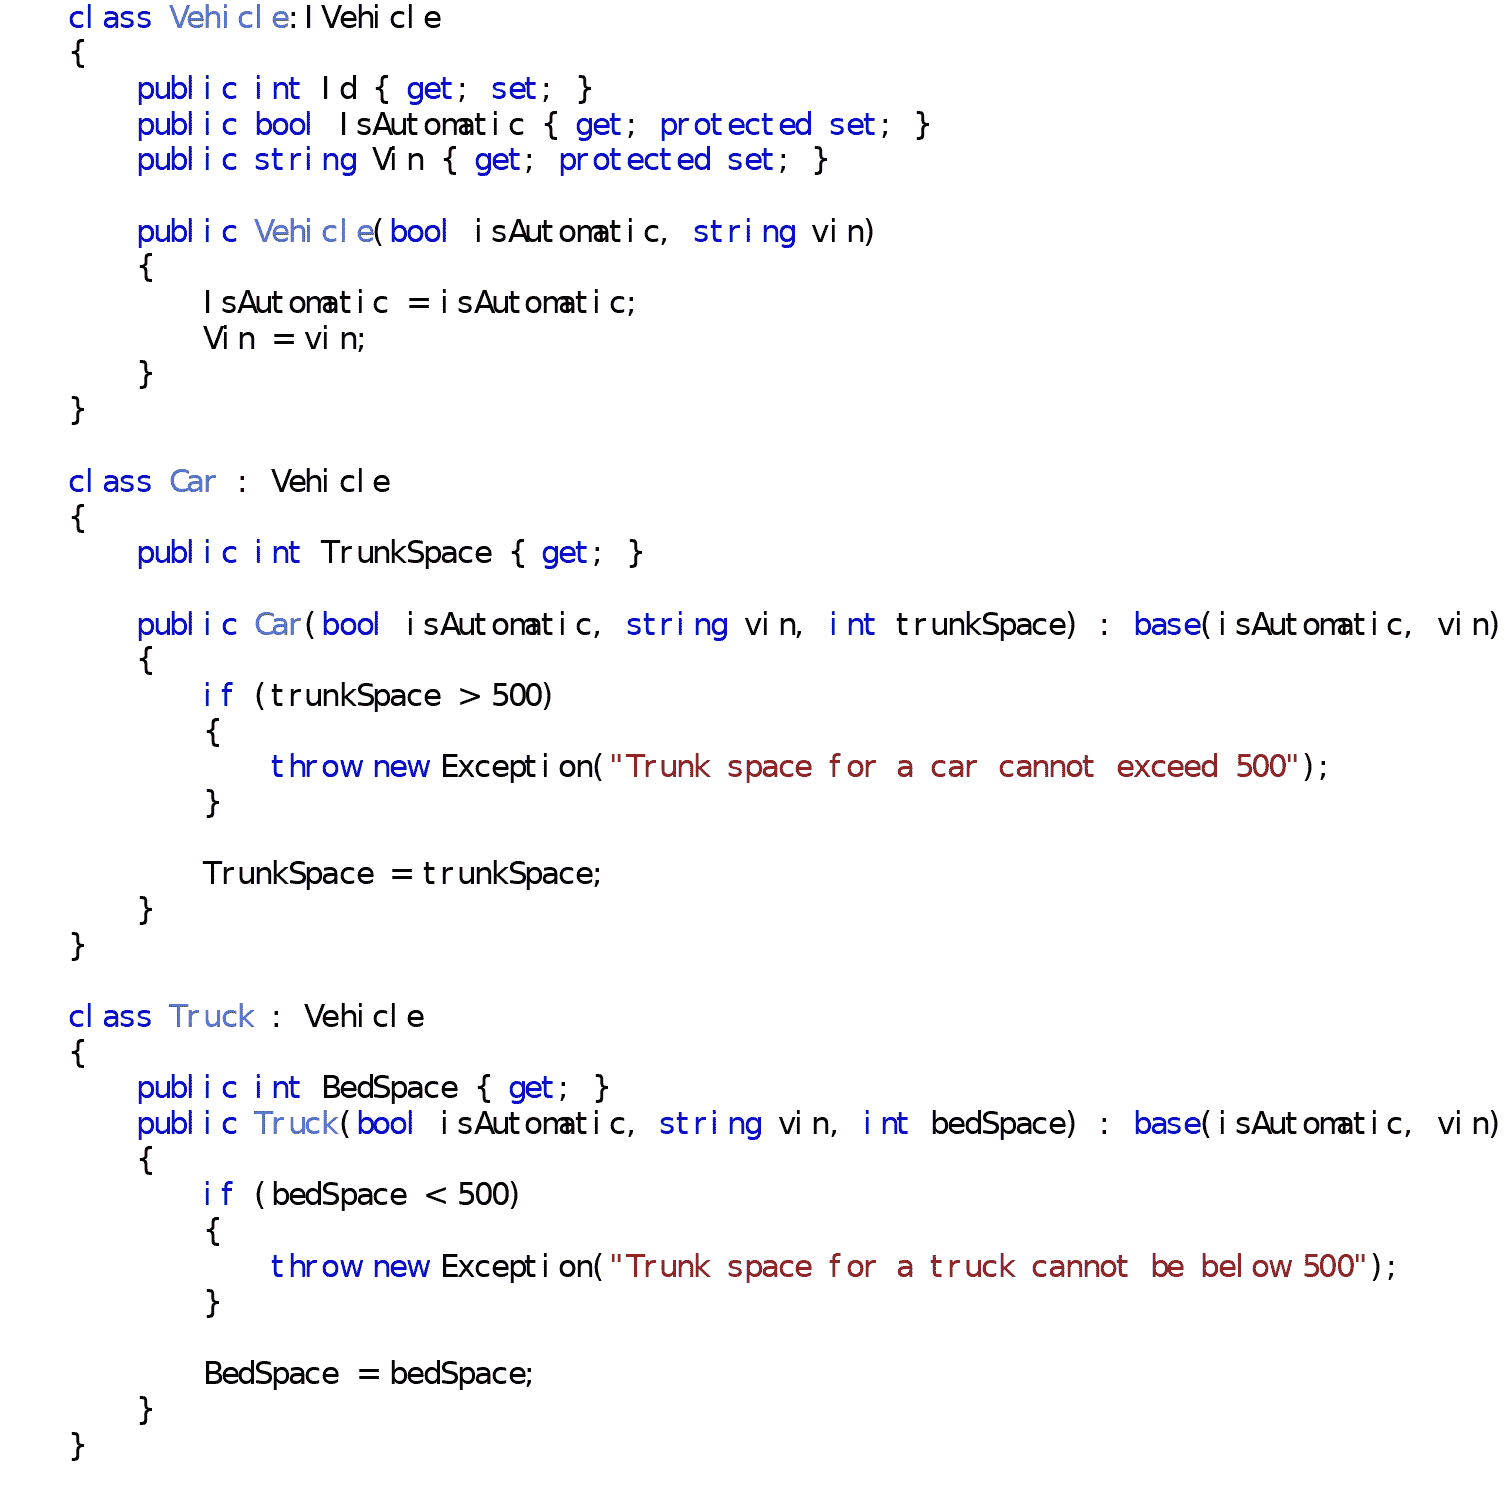 class Vehicle:IVehicle
{
    public int Id { get; set; }
    public bool IsAutomatic { get; protected set; }
    public string Vin { get; protected set; }

    public Vehicle(bool isAutomatic, string vin)
    {
        IsAutomatic = isAutomatic;
        Vin = vin;
    }
}

class Car : Vehicle
{
    public int TrunkSpace { get; }

    public Car(bool isAutomatic, string vin, int trunkSpace) : base(isAutomatic, vin)
    {
        if (trunkSpace > 500)
        {
            throw new Exception("Trunk space for a car cannot exceed 500");
        }

        TrunkSpace = trunkSpace;
    }
}

class Truck : Vehicle
{
    public int BedSpace { get; }
    public Truck(bool isAutomatic, string vin, int bedSpace) : base(isAutomatic, vin)
    {
        if (bedSpace < 500)
        {
            throw new Exception("Trunk space for a truck cannot be below 500");
        }

        BedSpace = bedSpace;
    }
}